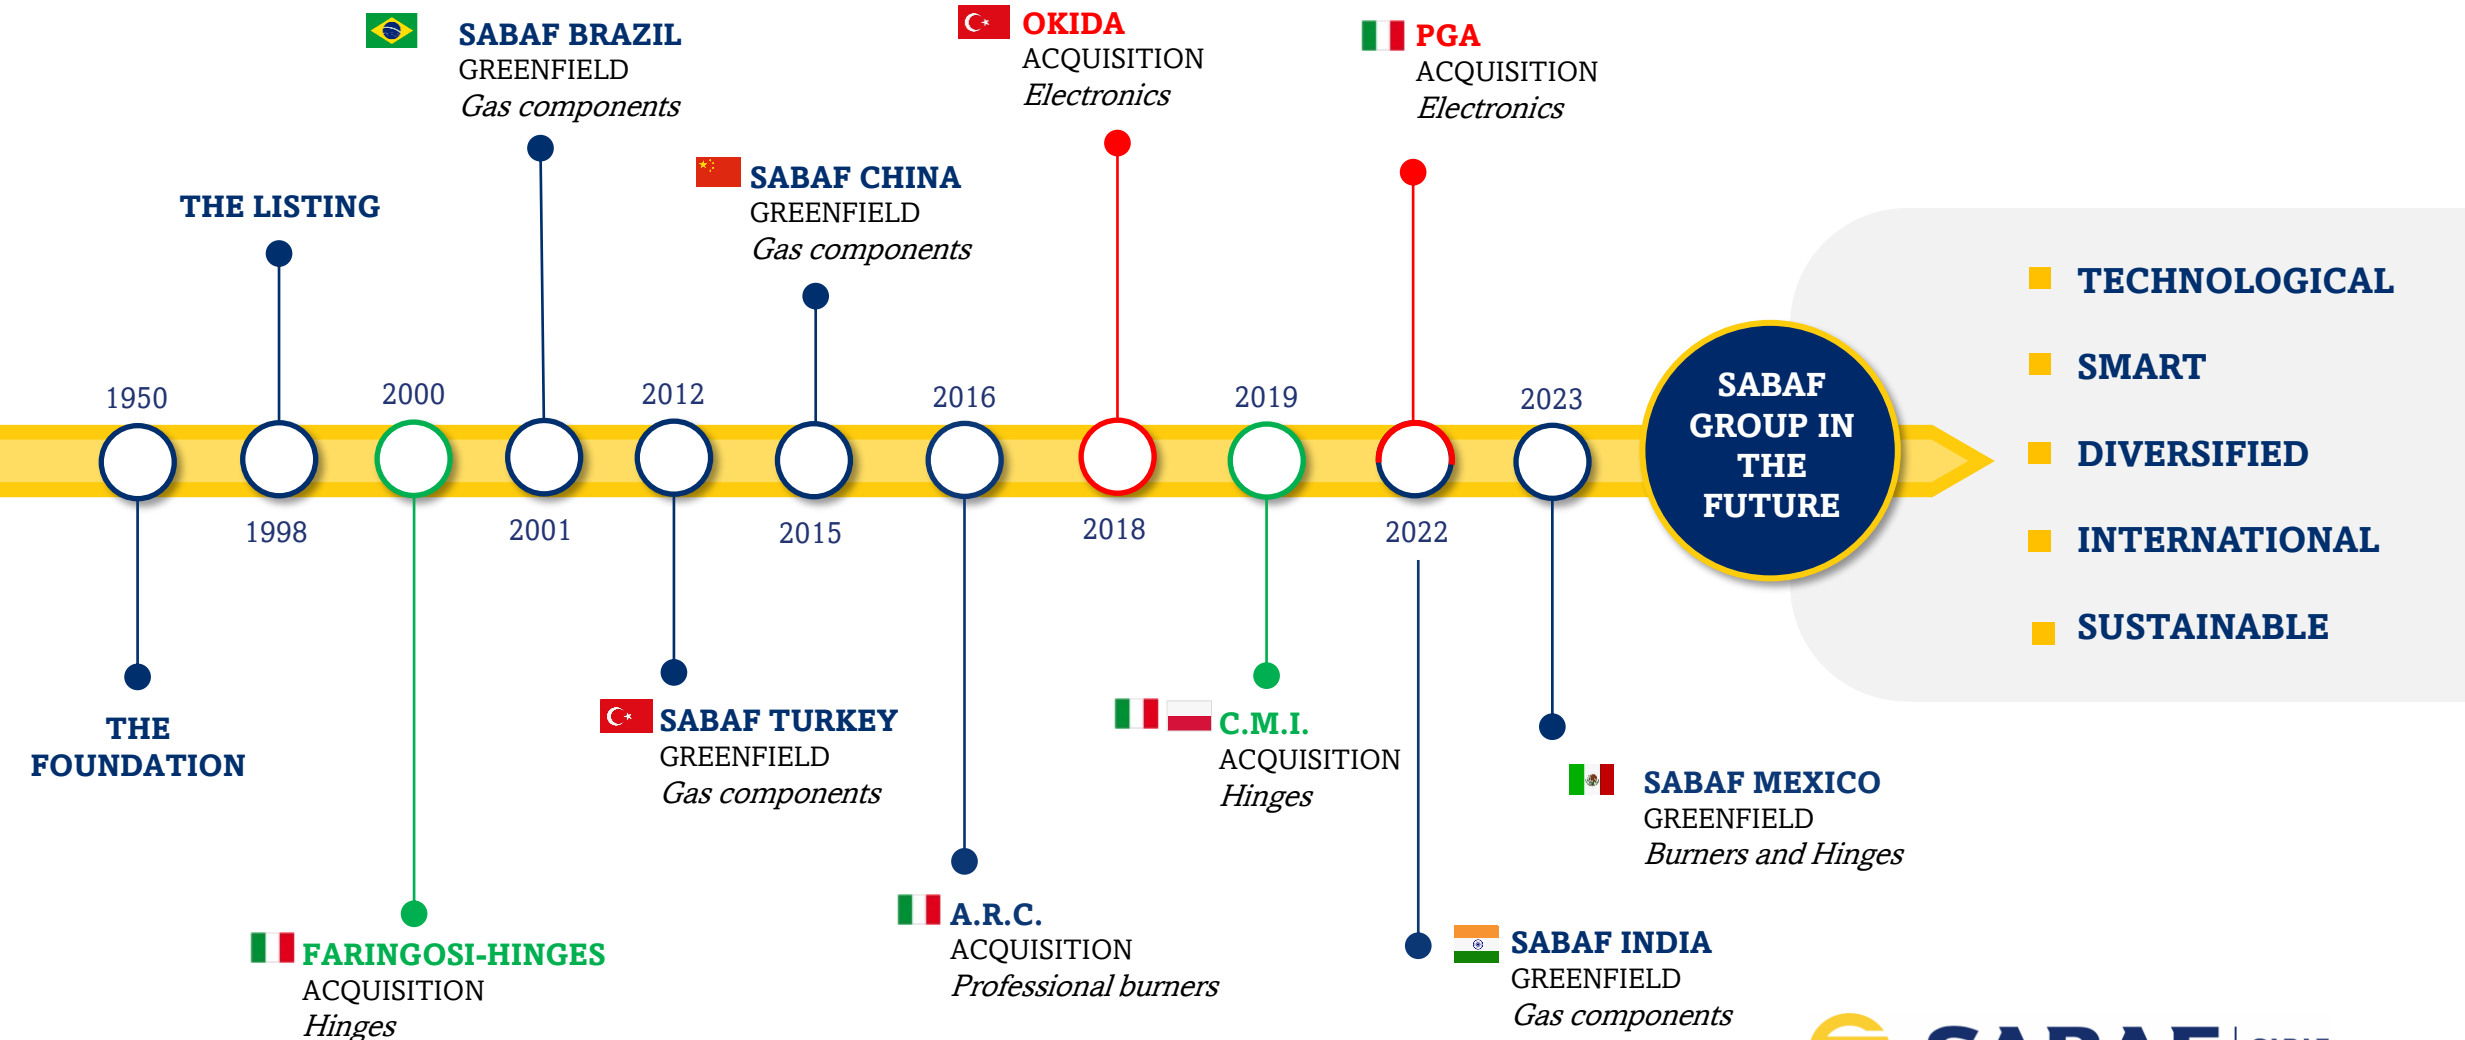 SABAF BRAZIL
GREENFIELD
Gas components
OKIDA
ACQUISITION
Electronics
PGA
ACQUISITION
Electronics
THE LISTING
SABAF CHINA
GREENFIELD
Gas components
1950
2000
2012
2016
2019
2023
1998
2001
2015
2018
2022
SABAF
GROUP IN
THE
FUTURE
TECHNOLOGICAL
SMART
DIVERSIFIED
INTERNATIONAL
SUSTAINABLE
THE
FOUNDATION
SABAF TURKEY
GREENFIELD
Gas components
C.M.I.
ACQUISITION
Hinges
SABAF MEXICO
GREENFIELD
Burners and Hinges
FARINGOSI-HINGES
ACQUISITION
Hinges
A.R.C.
ACQUISITION
Professional burners
SABAF INDIA
GREENFIELD
Gas components
SABAF